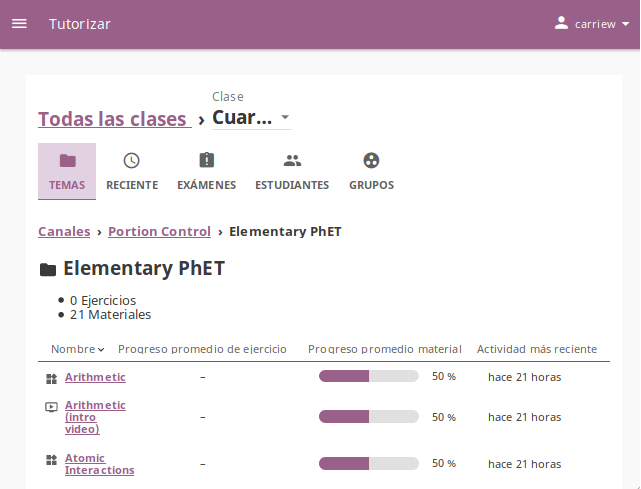 Tutorizar
carriew
Clase
Todas las clases › Cuar...
TEMAS RECIENTE EXÁMENES ESTUDIANTES GRUPOS
Canales › Portion Control › Elementary PhET
Elementary PhET
• 0 Ejercicios
• 21 Materiales
Nombre Progreso promedio de ejercicio Progreso promedio material Actividad más reciente
Arithmetic – 50 % hace 21 horas
Arithmetic
(intro
video)
– 50 % hace 21 horas
Atomic
Interactions
– 50 % hace 21 horas